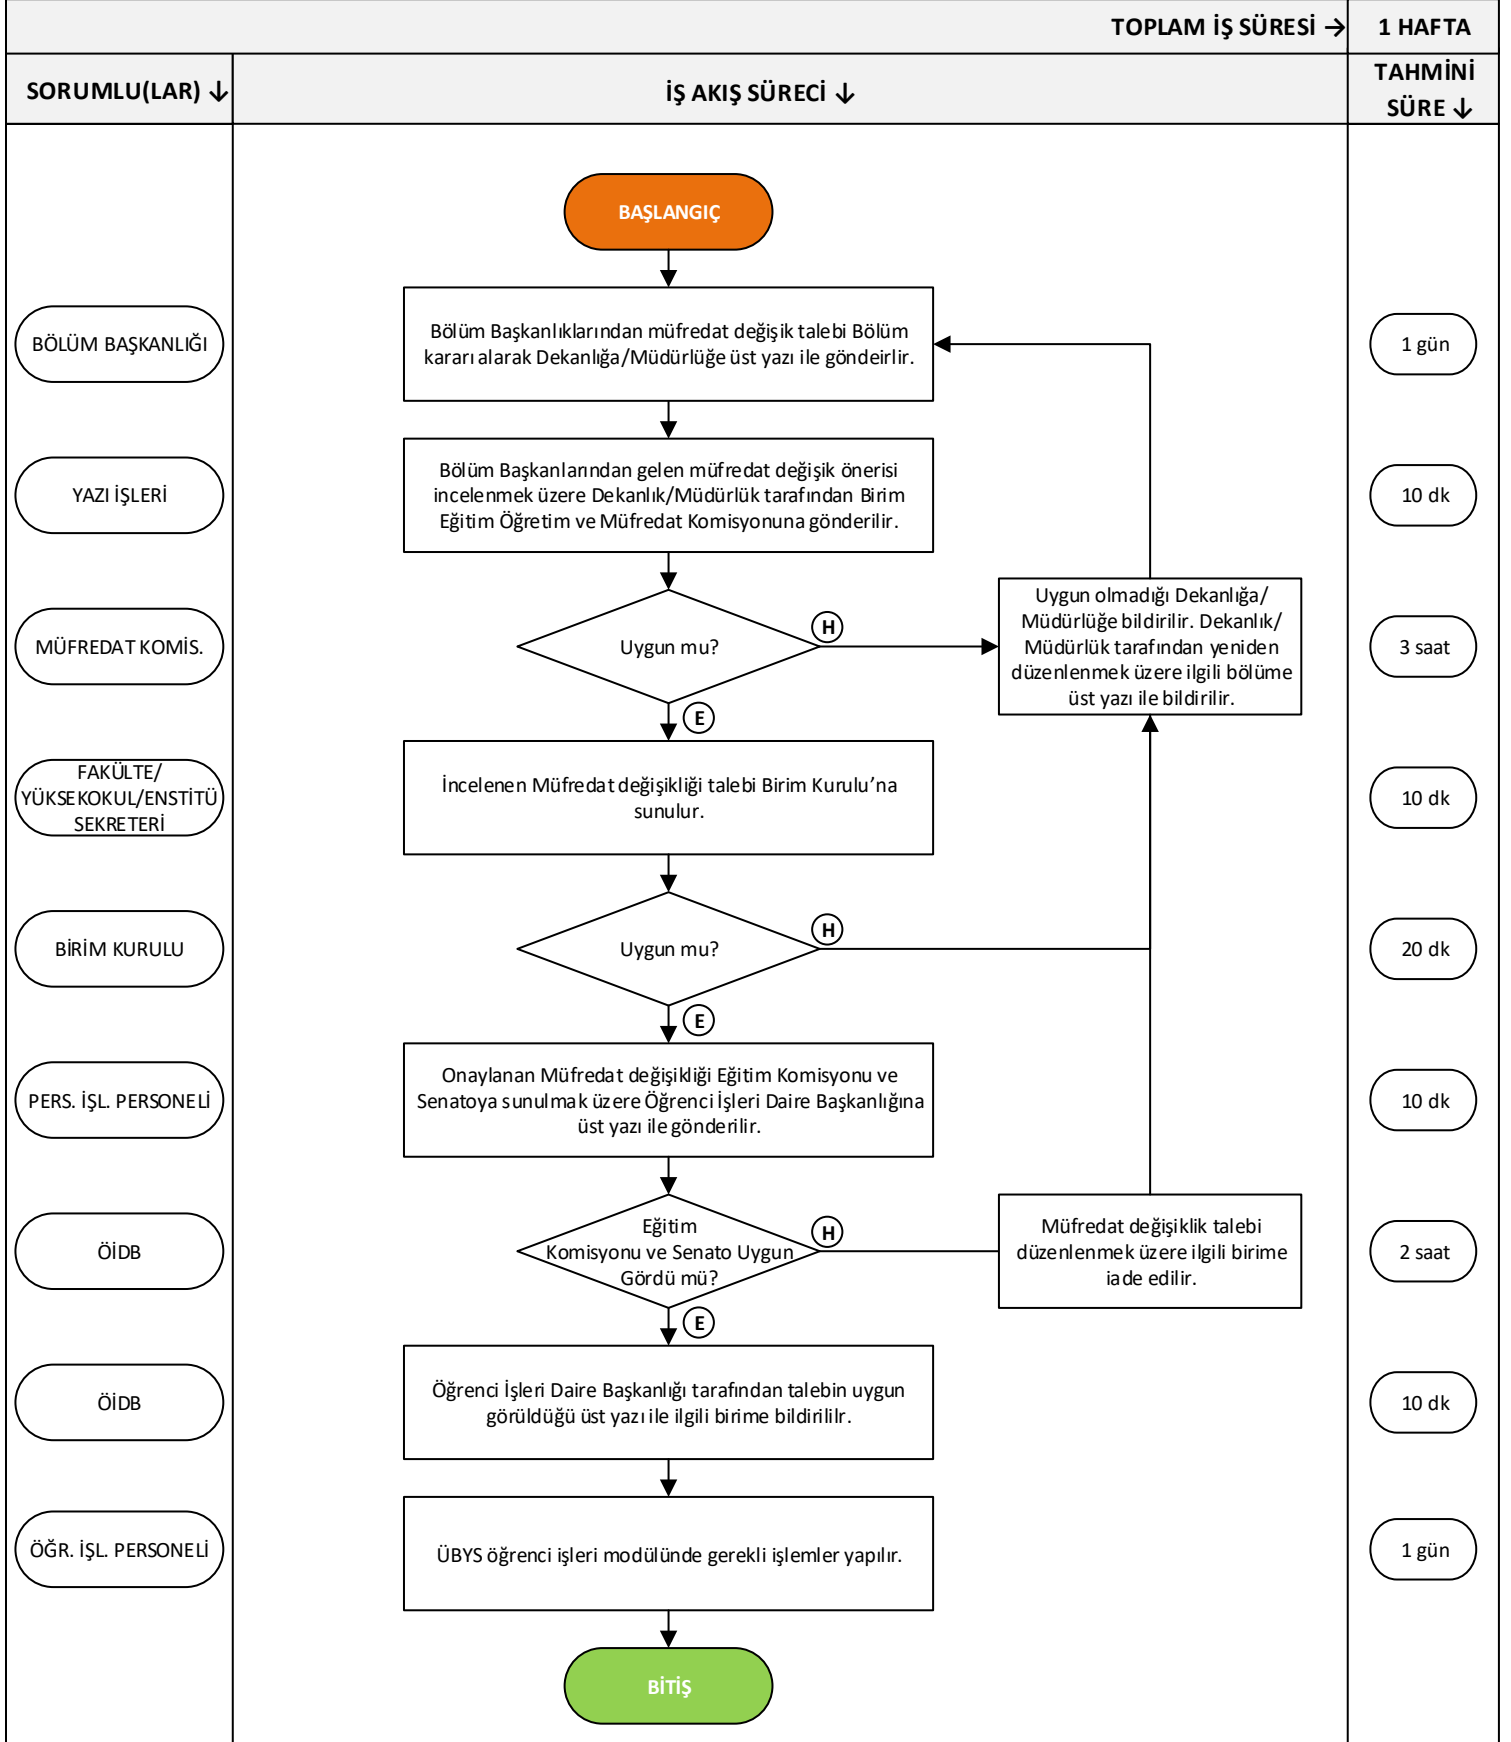 TOPLAM İŞ SÜRESİ →
1 HAFTA
SORUMLU(LAR) ↓
İŞ AKIŞ SÜRECİ ↓
TAHMİNİ
SÜRE ↓
BAŞLANGIÇ
BÖLÜM BAŞKANLIĞI
Bölüm Başkanlıklarından müfredat değişik talebi Bölüm
kararı alarak Dekanlığa/Müdürlüğe üst yazı ile göndeirlir.
1 gün
YAZI İŞLERİ
Bölüm Başkanlarından gelen müfredat değişik önerisi
incelenmek üzere Dekanlık/Müdürlük tarafından Birim
Eğitim Öğretim ve Müfredat Komisyonuna gönderilir.
10 dk
MÜFREDAT KOMİS.
Uygun mu?
H
Uygun olmadığı Dekanlığa/
Müdürlüğe bildirilir. Dekanlık/
Müdürlük tarafından yeniden
düzenlenmek üzere ilgili bölüme
üst yazı ile bildirilir.
3 saat
E
FAKÜLTE/
YÜKSEKOKUL/ENSTİTÜ
SEKRETERİ
İncelenen Müfredat değişikliği talebi Birim Kurulu’na
sunulur.
10 dk
BİRİM KURULU
Uygun mu?
H
20 dk
E
PERS. İŞL. PERSONELİ
Onaylanan Müfredat değişikliği Eğitim Komisyonu ve
Senatoya sunulmak üzere Öğrenci İşleri Daire Başkanlığına
üst yazı ile gönderilir.
10 dk
ÖİDB
Eğitim
Komisyonu ve Senato Uygun
Gördü mü?
H
Müfredat değişiklik talebi
düzenlenmek üzere ilgili birime
iade edilir.
2 saat
E
ÖİDB
Öğrenci İşleri Daire Başkanlığı tarafından talebin uygun
görüldüğü üst yazı ile ilgili birime bildirililr.
10 dk
ÖĞR. İŞL. PERSONELİ
ÜBYS öğrenci işleri modülünde gerekli işlemler yapılır.
1 gün
BİTİŞ